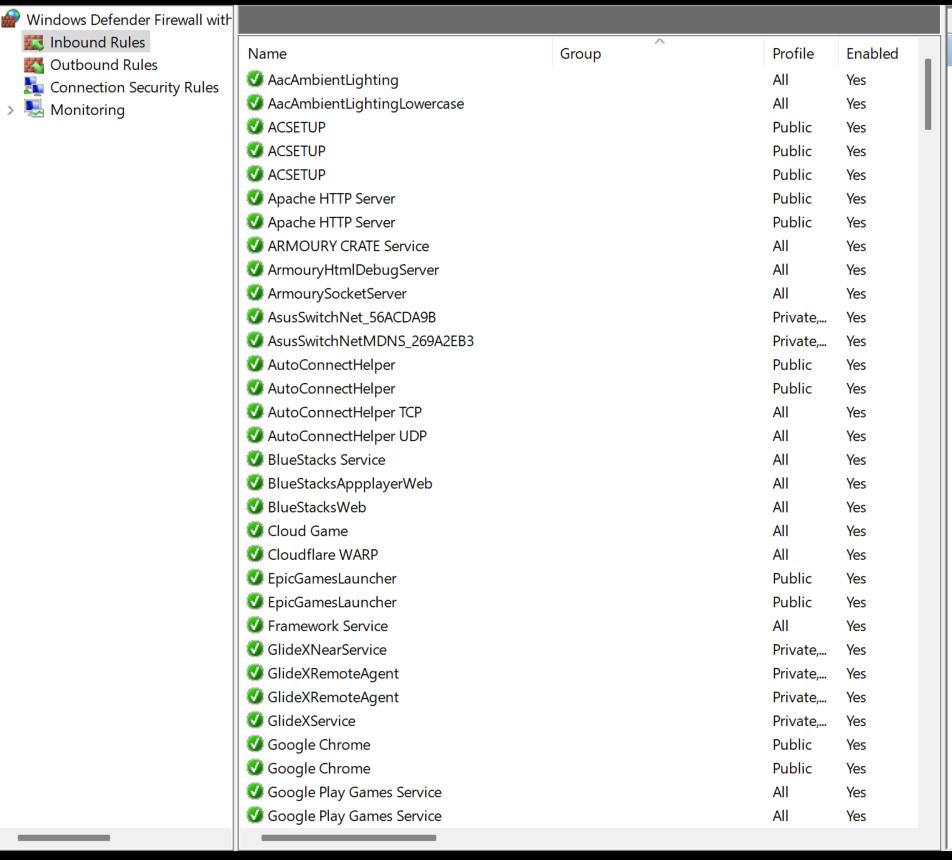 Windows Defender Firewall with
Inbound Rules
Outbound Rules
Connection Security Rules
Monitoring
Name Group Profile Enabled
AacAmbientLighting All Yes
AacAmbientLightingLowercase All Yes
ACSETUP Public Yes
ACSETUP Public Yes
ACSETUP Public Yes
Apache HTTP Server Public Yes
Apache HTTP Server Public Yes
ARMOURY CRATE Service All Yes
ArmouryHtmlDebugServer All Yes
ArmourySocketServer All Yes
AsusSwitchNet_56ACDA9B Private,... Yes
AsusSwitchNetMDNS_269A2EB3 Private,... Yes
AutoConnectHelper Public Yes
AutoConnectHelper Public Yes
AutoConnectHelper TCP All Yes
AutoConnectHelper UDP All Yes
BlueStacks Service All Yes
BlueStacksAppplayerWeb All Yes
BlueStacksWeb All Yes
Cloud Game All Yes
Cloudflare WARP All Yes
EpicGamesLauncher Public Yes
EpicGamesLauncher Public Yes
Framework Service All Yes
GlideXNearService Private,... Yes
GlideXRemoteAgent Private,... Yes
GlideXRemoteAgent Private,... Yes
GlideXService Private,... Yes
Google Chrome Public Yes
Google Chrome Public Yes
Google Play Games Service All Yes
Google Play Games Service All Yes